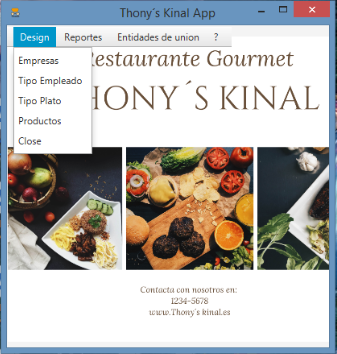 Thony´s Kinal App
Design Reportes Entidades de union ?
Empresas
Tipo Empleado
Tipo Plato
Productos
Close
Restaurante Gourmet
HONY´S KINAL
Contacta con nosotros en:
1234-5678
www.Thony´s kinal.es